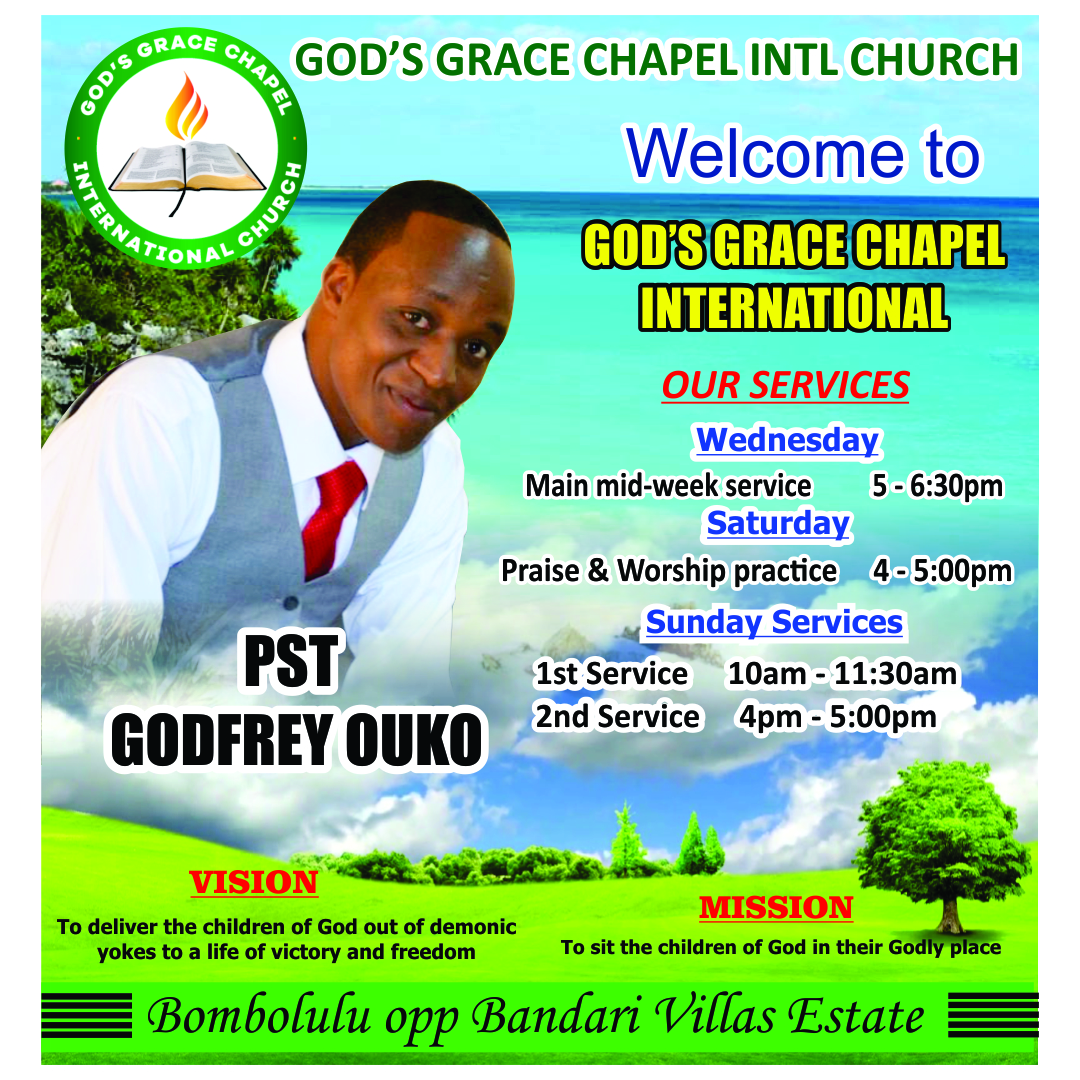 GOD'S GRACE CHAPEL
INTERNATIONAL CHURCH
GOD'S GRACE CHAPEL INTL CHURCH
Welcome to
GOD'S GRACE CHAPEL
INTERNATIONAL
OUR SERVICES
Wednesday
Main mid-week service 5 - 6:30pm
Saturday
Praise & Worship practice 4 - 5:00pm
Sunday Services
1st Service 10am - 11:30am
2nd Service 4pm - 5:00pm
PST
GODFREY OUKO
VISION
To deliver the children of God out of demonic
yokes to a life of victory and freedom
MISSION
To sit the children of God in their Godly place
Bombolulu opp Bandari Villas Estate